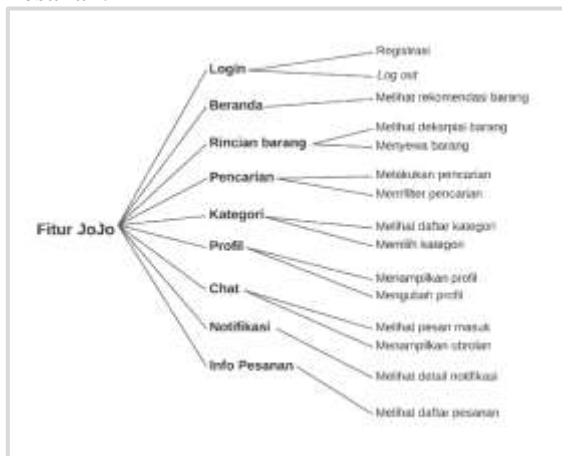 Registrasi
Login
Log out
Beranda
Melihat rekomendasi barang
Melihat dekorpisi barang
Rincian barang
Menyewa barang
Pencarian
Melakukan pencarian
Memfilter pencarian
Kategori
Melihat daftar kategori
Fitur JoJo
Memilih kategori
Profil
Menampilkan profil
Mengubah profil
Chat
Melihat pesan masuk
Notifikasi
Menampilkan obrolan
Info Pesanan
Melihat detail notifikasi
Melihat daftar pesanan